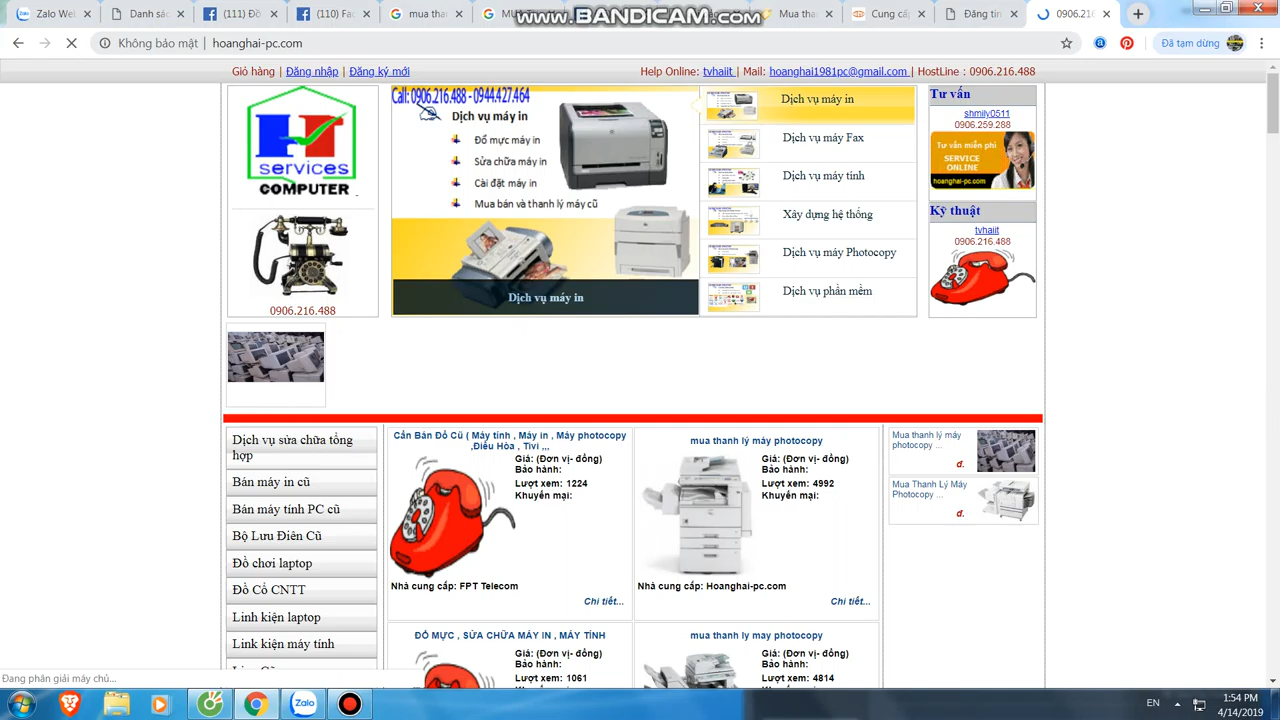 Zalo We
Danh
(111) Đồ
(110) Fa
mua th
MU
www.BANDICAM.com
Mua th
Cung cấ
Đăng tin
0906.216
Không bảo mật | hoanghai-pc.com
Đã tạm dừng
Giỏ hàng | Đăng nhập | Đăng ký mới
Help Online: tvhaiit | Mail: hoanghai1981pc@gmail.com | HostLine : 0906.216.488
H
services
COMPUTER
0906.216.488
Call: 0906.216.488 - 0944.427.464
Dịch vụ máy in
Đổ mực máy in
Sửa chữa máy in
Cài đặt máy in
Mua bán và thanh lý máy cũ
Dịch vụ máy in
Dịch vụ máy in
Dịch vụ máy Fax
Dịch vụ máy tính
Xây dựng hệ thống
Dịch vụ máy Photocopy
Dịch vụ phần mềm
Tư vấn
shmily0511
0906.259.288
Tư vấn miễn phí
SERVICE
ONLINE
hoanghai-pc.com
Kỹ thuật
tvhaiit
0906.216.488
Dịch vụ sửa chữa tổng
hợp
Bán máy in cũ
Bán máy tính PC cũ
Bộ Lưu Điện Cũ
Đồ chơi laptop
Đồ Cổ CNTT
Linh kiện laptop
Link kiện máy tính
Cần Bán Đồ Cũ ( Máy tính , Máy in , Máy photocopy
,Điều Hòa , Tivi ,,,
Giá: (Đơn vị- đồng)
Bảo hành:
Lượt xem: 1224
Khuyến mại:
Nhà cung cấp: FPT Telecom
Chi tiết...
mua thanh lý máy photocopy
Giá: (Đơn vị- đồng)
Bảo hành:
Lượt xem: 4992
Khuyến mại:
Nhà cung cấp: Hoanghai-pc.com
Chi tiết...
Mua thanh lý máy
photocopy ...
đ.
Mua Thanh Lý Máy
Photocopy ...
đ.
ĐỔ MỰC , SỬA CHỮA MÁY IN , MÁY TÍNH
Giá: (Đơn vị- đồng)
Bảo hành:
Lượt xem: 1061
Khuyến mại:
mua thanh ly may photocopy
Giá: (Đơn vị- đồng)
Bảo hành:
Lượt xem: 4814
Khuyến mại:
Đang phân giải máy chủ...
Zalo
EN
1:54 PM
4/14/2019